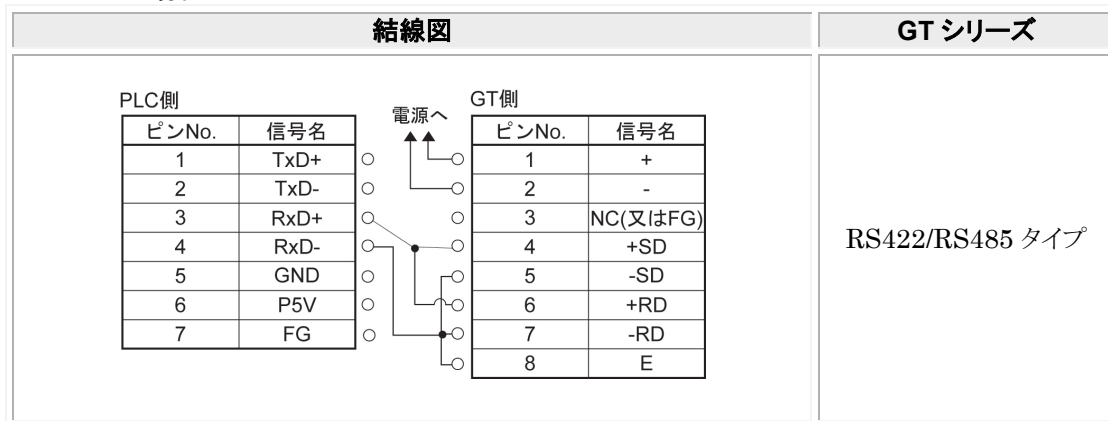 結線図 GT シリーズ
PLC側
ピンNo. 信号名
1 TxD+
2 TxD-
3 RxD+
4 RxD-
5 GND
6 P5V
7 FG
電源へ
GT側
ピンNo. 信号名
1 +
2 -
3 NC(又はFG)
4 +SD
5 -SD
6 +RD
7 -RD
8 E
RS422/RS485 タイプ